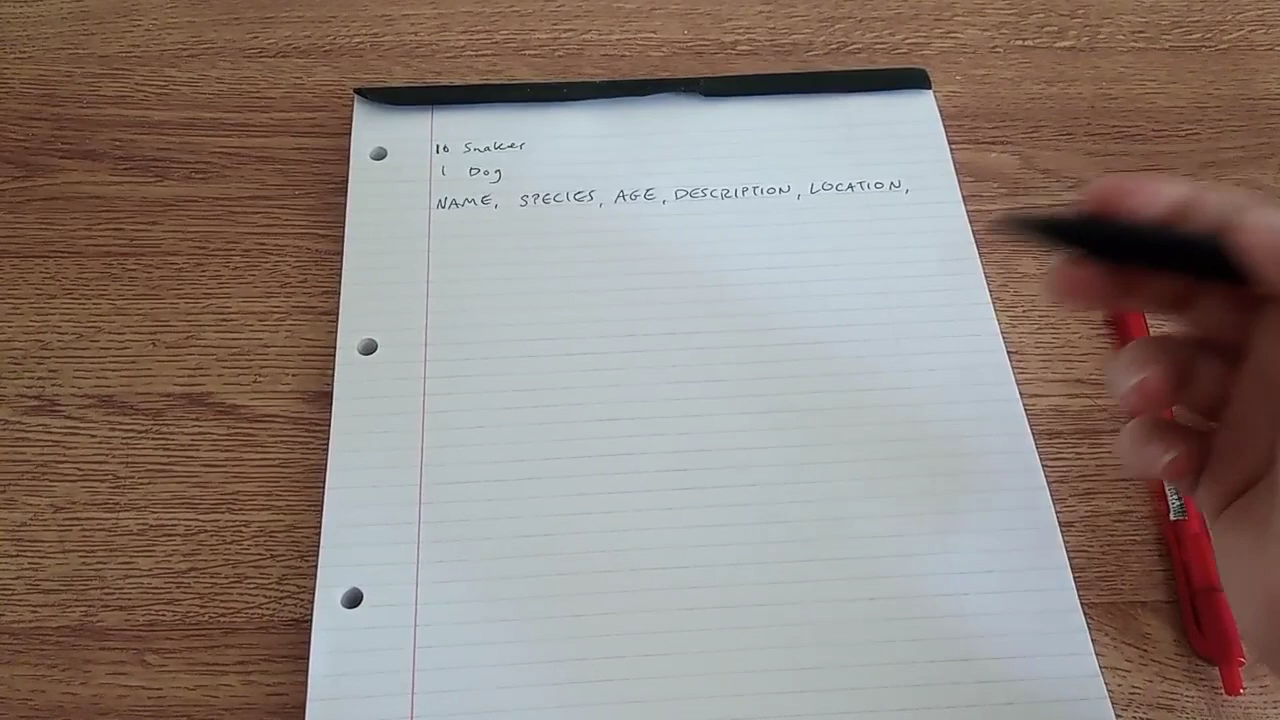 10 Snakes
1 Dog
NAME, SPECIES, AGE, DESCRIPTION, LOCATION,